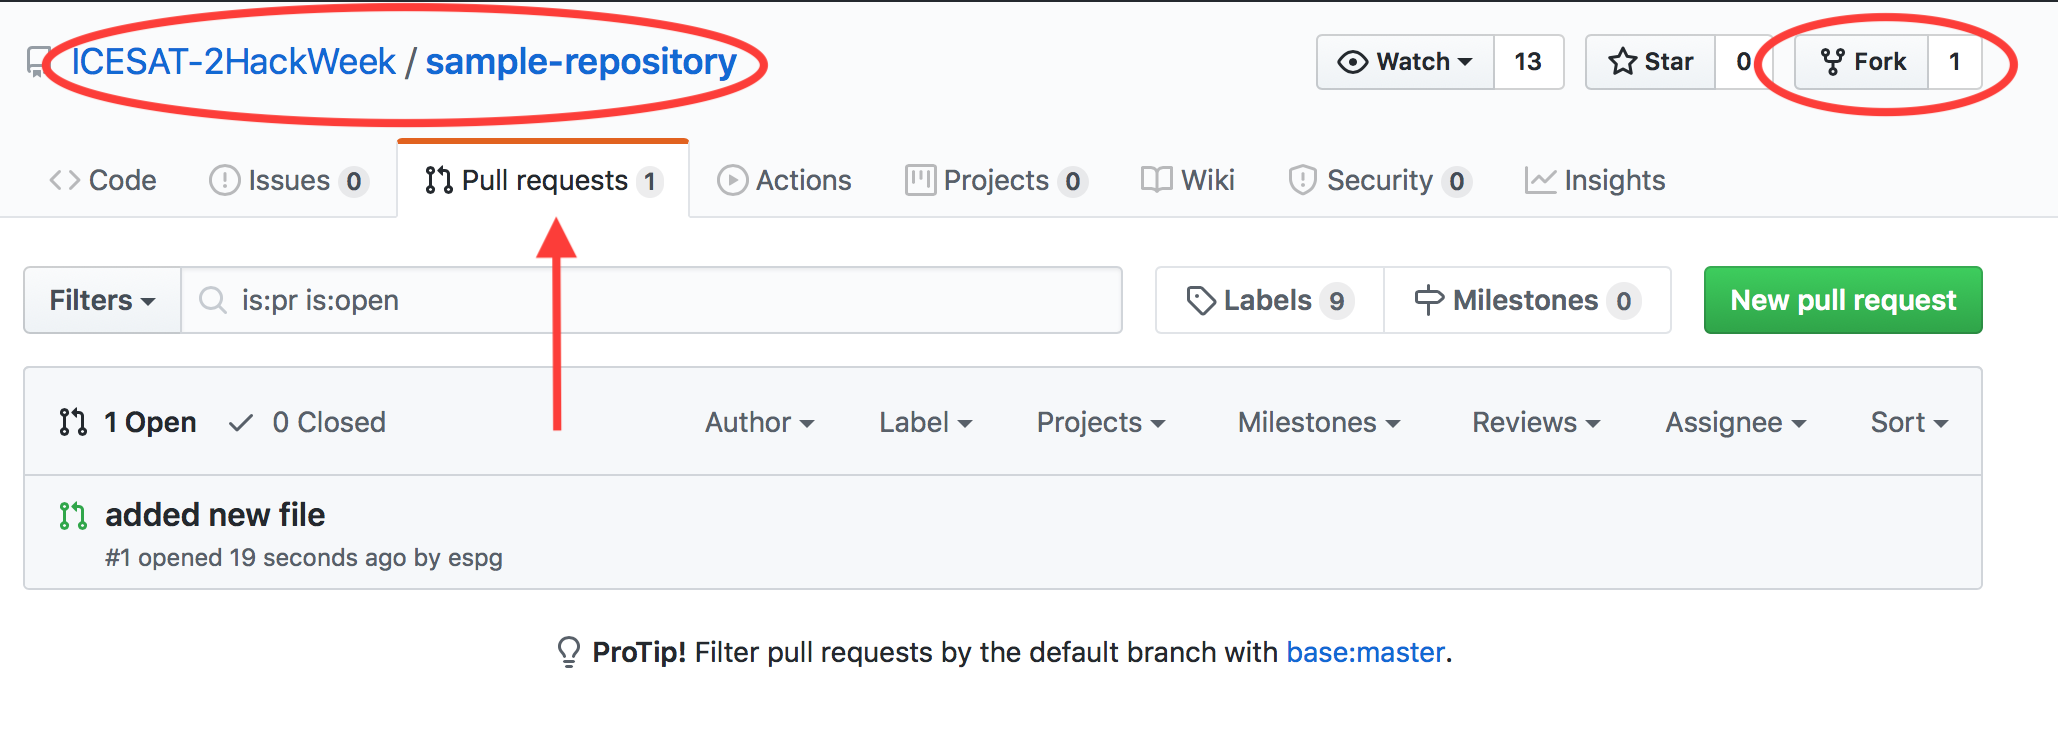 ICESAT-2HackWeek / sample-repository
Watch 13 Star 0 Fork 1
Code Issues 0 Pull requests 1 Actions Projects 0 Wiki Security 0 Insights
Filters is:pr is:open Labels 9 Milestones 0 New pull request
1 Open 0 Closed Author Label Projects Milestones Reviews Assignee Sort
added new file
#1 opened 19 seconds ago by espg
ProTip! Filter pull requests by the default branch with base:master.